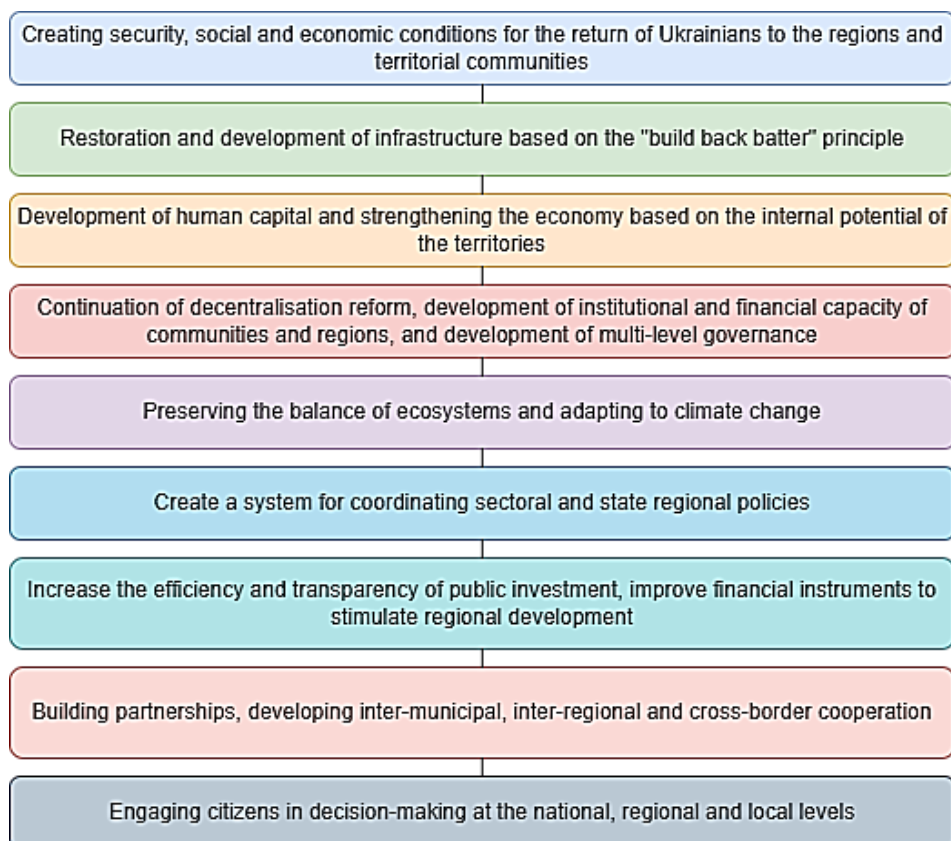 Creating security, social and economic conditions for the return of Ukrainians to the regions and
territorial communities
Restoration and development of infrastructure based on the "build back batter" principle
Development of human capital and strengthening the economy based on the internal potential of
the territories
Continuation of decentralisation reform, development of institutional and financial capacity of
communities and regions, and development of multi-level governance
Preserving the balance of ecosystems and adapting to climate change
Create a system for coordinating sectoral and state regional policies
Increase the efficiency and transparency of public investment, improve financial instruments to
stimulate regional development
Building partnerships, developing inter-municipal, inter-regional and cross-border cooperation
Engaging citizens in decision-making at the national, regional and local levels